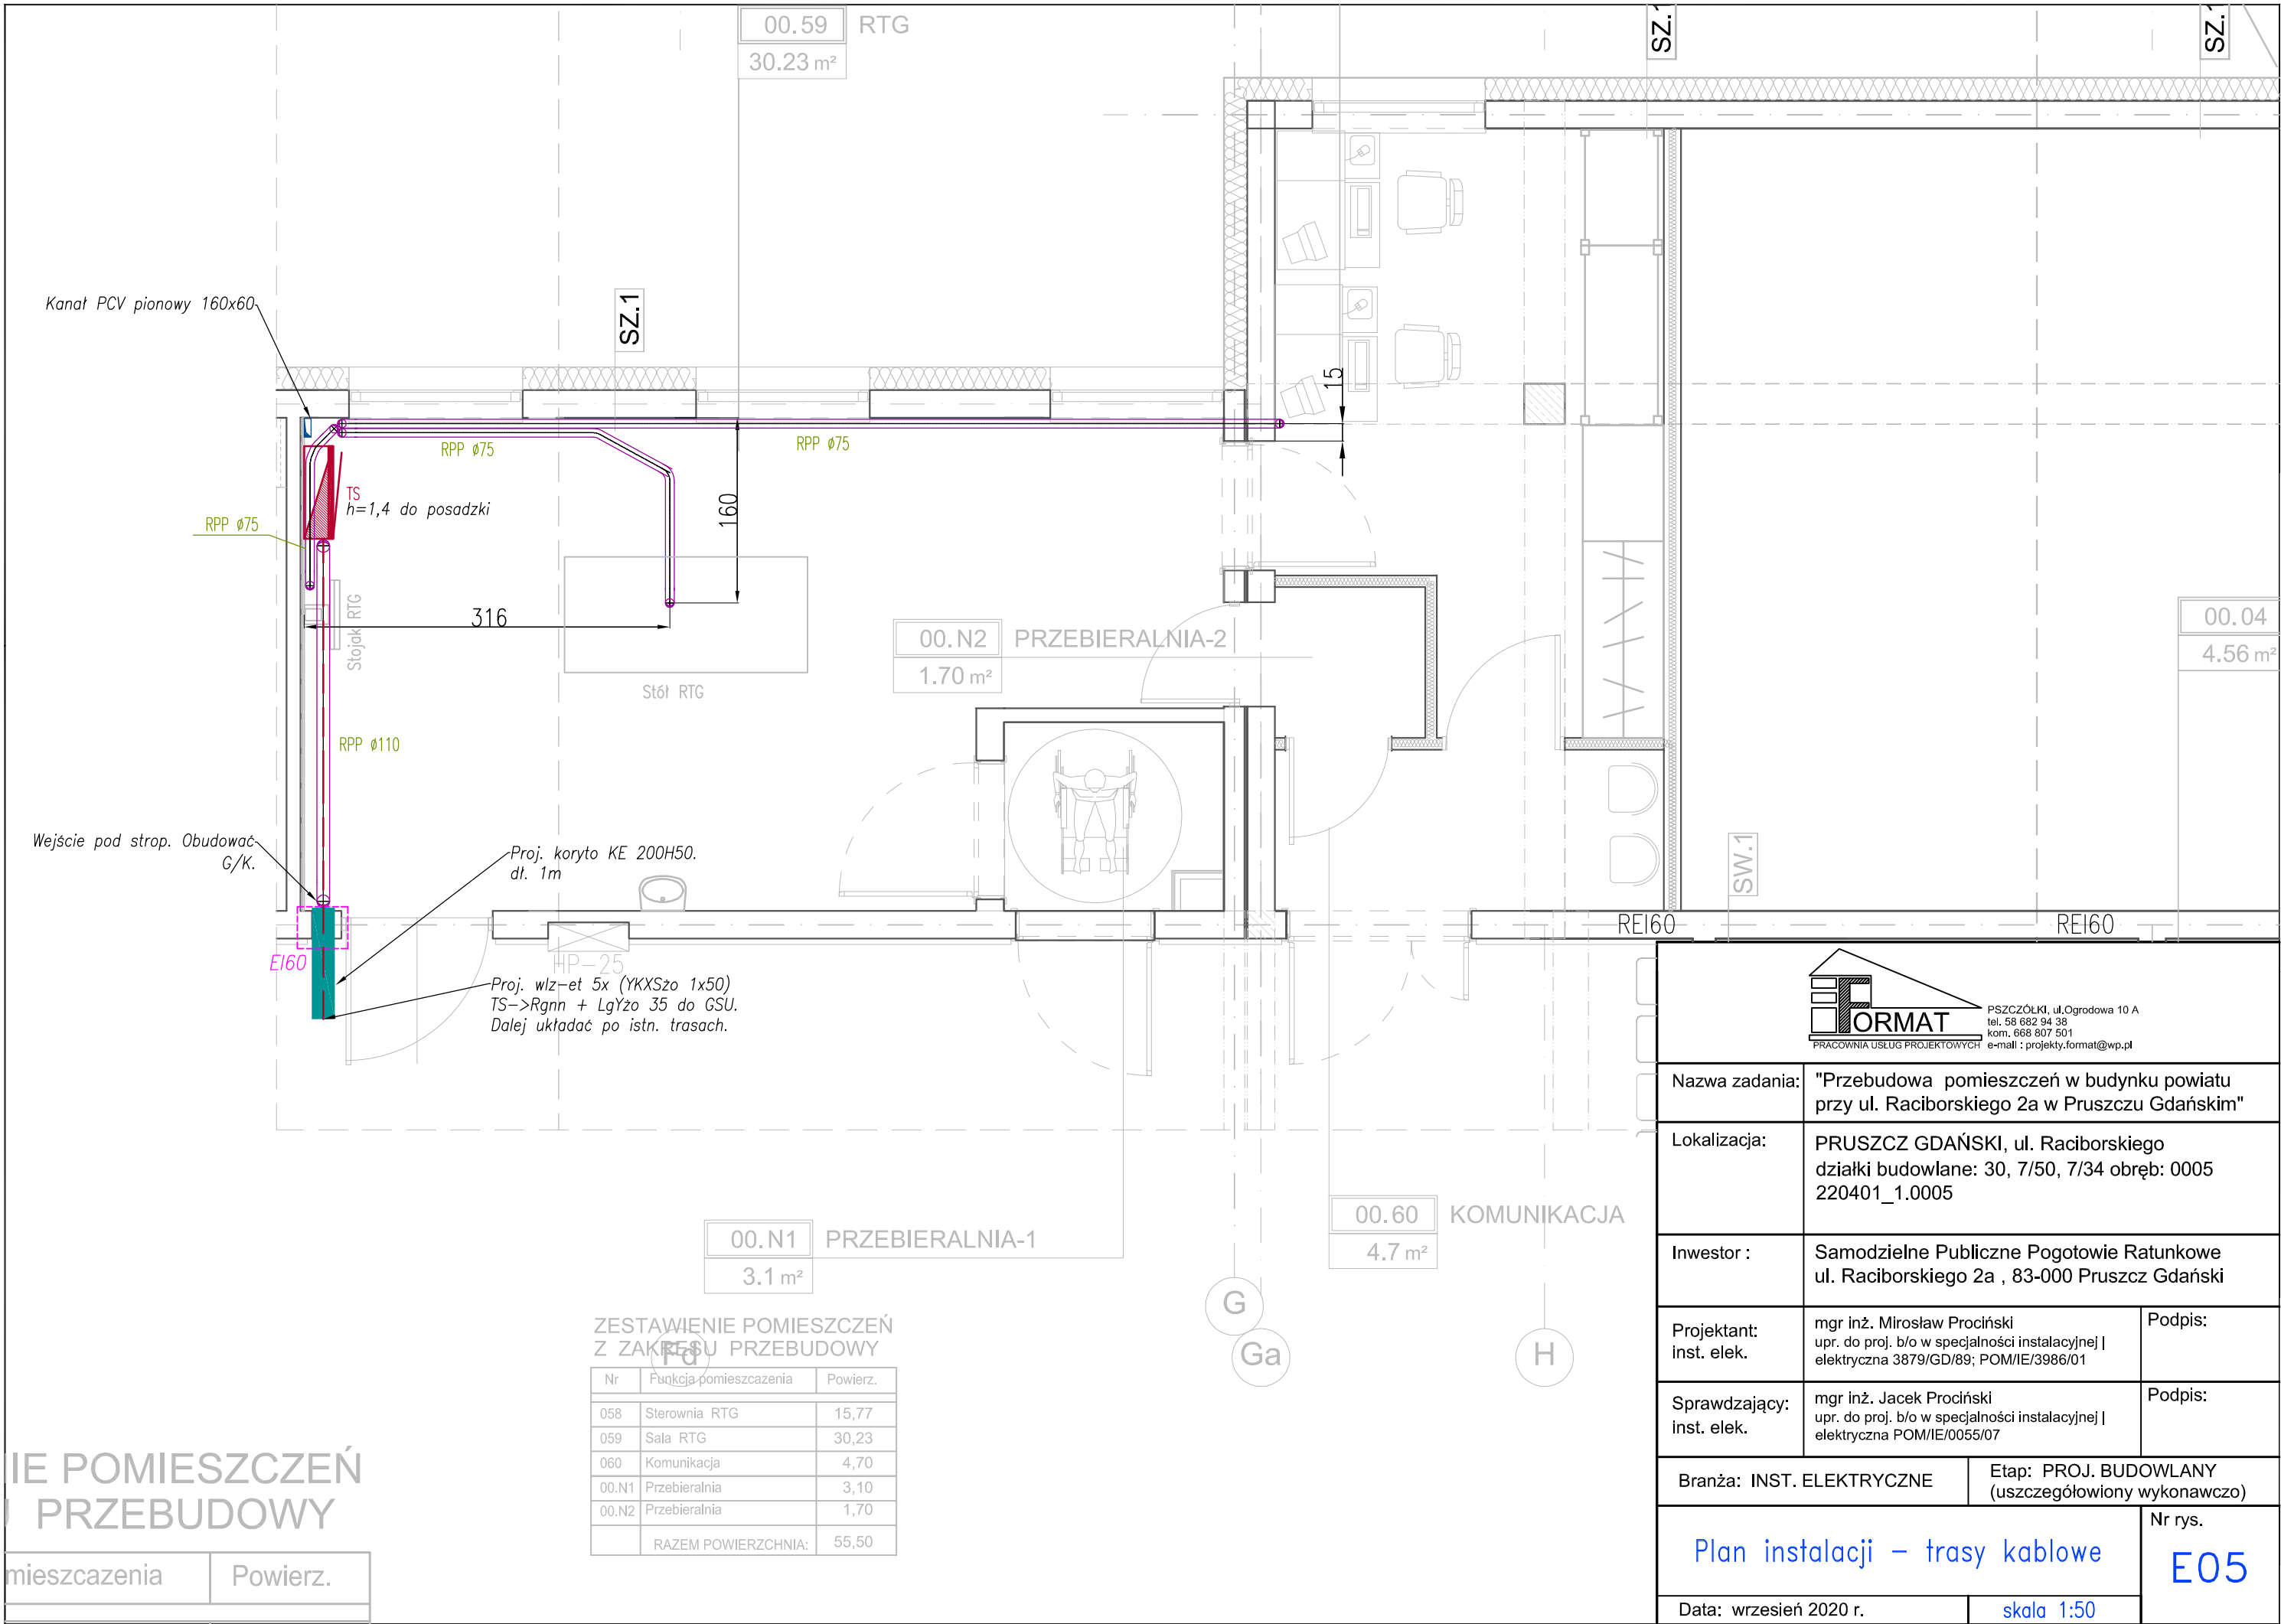 00.59 RTG
30.23 m²
SZ.1
SZ.1
Kanał PCV pionowy 160x60
SZ.1
15
RPP ø75
RPP ø75
TS
h=1,4 do posadzki
RPP ø75
160
Stojak RTG
316
00.N2 PRZEBIERALNIA-2
1.70 m²
00.04
4.56 m²
Stół RTG
RPP ø110
Wejście pod strop. Obudować
G/K.
Proj. koryto KE 200H50.
dł. 1m
SW.1
REI60
REI60
EI60
HP-25
Proj. wlz-et 5x (YKXSżo 1x50)
TS->Rgnn + LgYżo 35 do GSU.
Dalej układać po istn. trasach.
00.60 KOMUNIKACJA
4.7 m²
00.N1 PRZEBIERALNIA-1
3.1 m²
G
Ga
H
Fd
ZESTAWIENIE POMIESZCZEŃ
Z ZAKRESU PRZEBUDOWY
Nr Funkcja pomieszcazenia Powierz.
058 Sterownia RTG 15,77
059 Sala RTG 30,23
060 Komunikacja 4,70
00.N1 Przebieralnia 3,10
00.N2 Przebieralnia 1,70
RAZEM POWIERZCHNIA: 55,50
IE POMIESZCZEŃ
PRZEBUDOWY
mieszcazenia Powierz.
FORMAT
PRACOWNIA USŁUG PROJEKTOWYCH
PSZCZÓŁKI, ul.Ogrodowa 10 A
tel. 58 682 94 38
kom. 668 807 501
e-mail : projekty.format@wp.pl
Nazwa zadania: "Przebudowa pomieszczeń w budynku powiatu
przy ul. Raciborskiego 2a w Pruszczu Gdańskim"
Lokalizacja: PRUSZCZ GDAŃSKI, ul. Raciborskiego
działki budowlane: 30, 7/50, 7/34 obręb: 0005
220401_1.0005
Inwestor : Samodzielne Publiczne Pogotowie Ratunkowe
ul. Raciborskiego 2a , 83-000 Pruszcz Gdański
Projektant:
inst. elek.
mgr inż. Mirosław Prociński
upr. do proj. b/o w specjalności instalacyjnej |
elektryczna 3879/GD/89; POM/IE/3986/01
Podpis:
Sprawdzający:
inst. elek.
mgr inż. Jacek Prociński
upr. do proj. b/o w specjalności instalacyjnej |
elektryczna POM/IE/0055/07
Podpis:
Branża: INST. ELEKTRYCZNE
Etap: PROJ. BUDOWLANY
(uszczegółowiony wykonawczo)
Plan instalacji – trasy kablowe
Nr rys.
E05
Data: wrzesień 2020 r.
skala 1:50